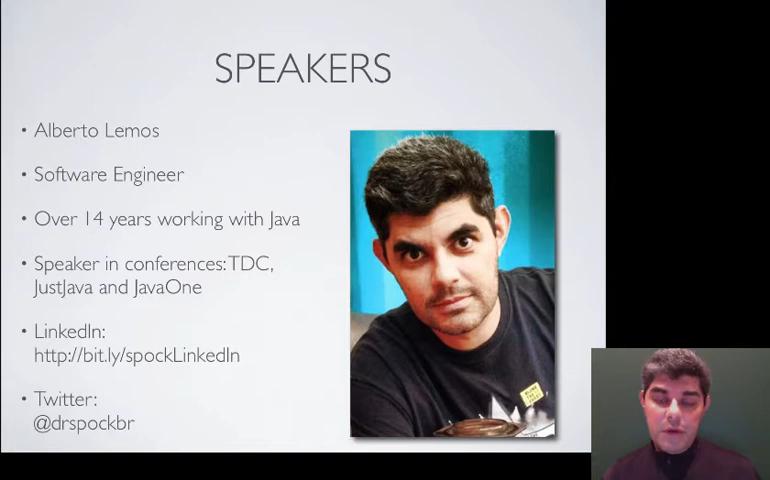 SPEAKERS
• Alberto Lemos
• Software Engineer
• Over 14 years working with Java
• Speaker in conferences: TDC,
JustJava and JavaOne
• LinkedIn:
http://bit.ly/spockLinkedIn
• Twitter:
@drspockbr